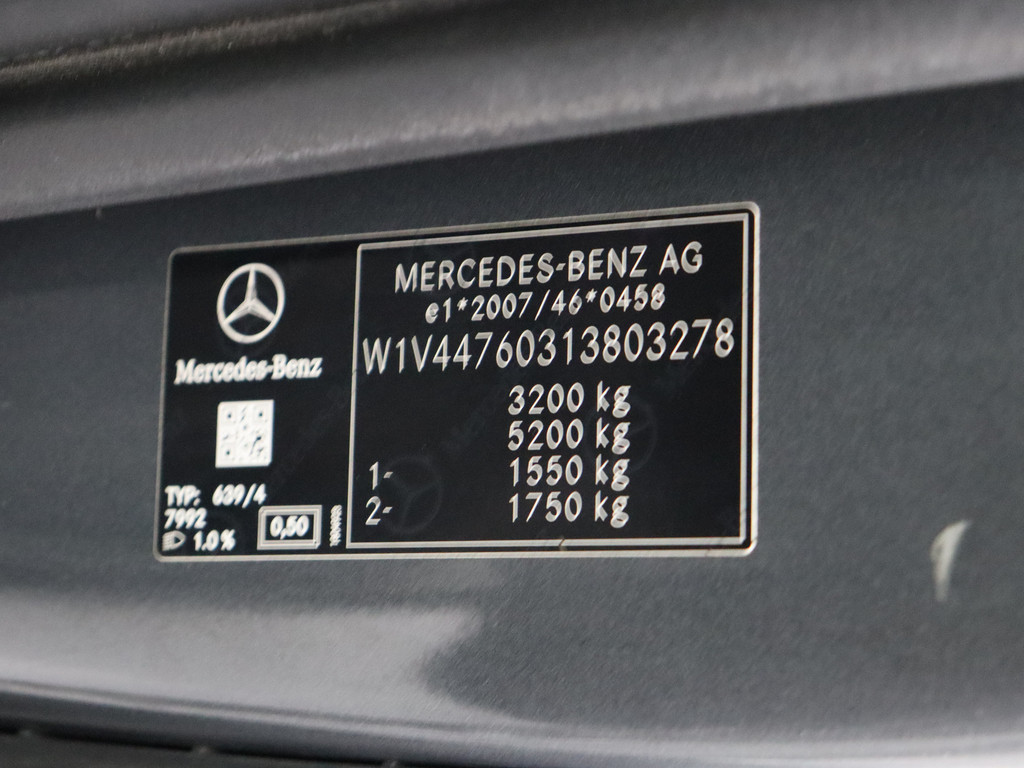 Mercedes-Benz
TYP: 639/4
7992
1.0%
0,50
MERCEDES-BENZ AG
e1*2007/46*0458
W1V44760313803278
3200 kg
5200 kg
1- 1550 kg
2- 1750 kg